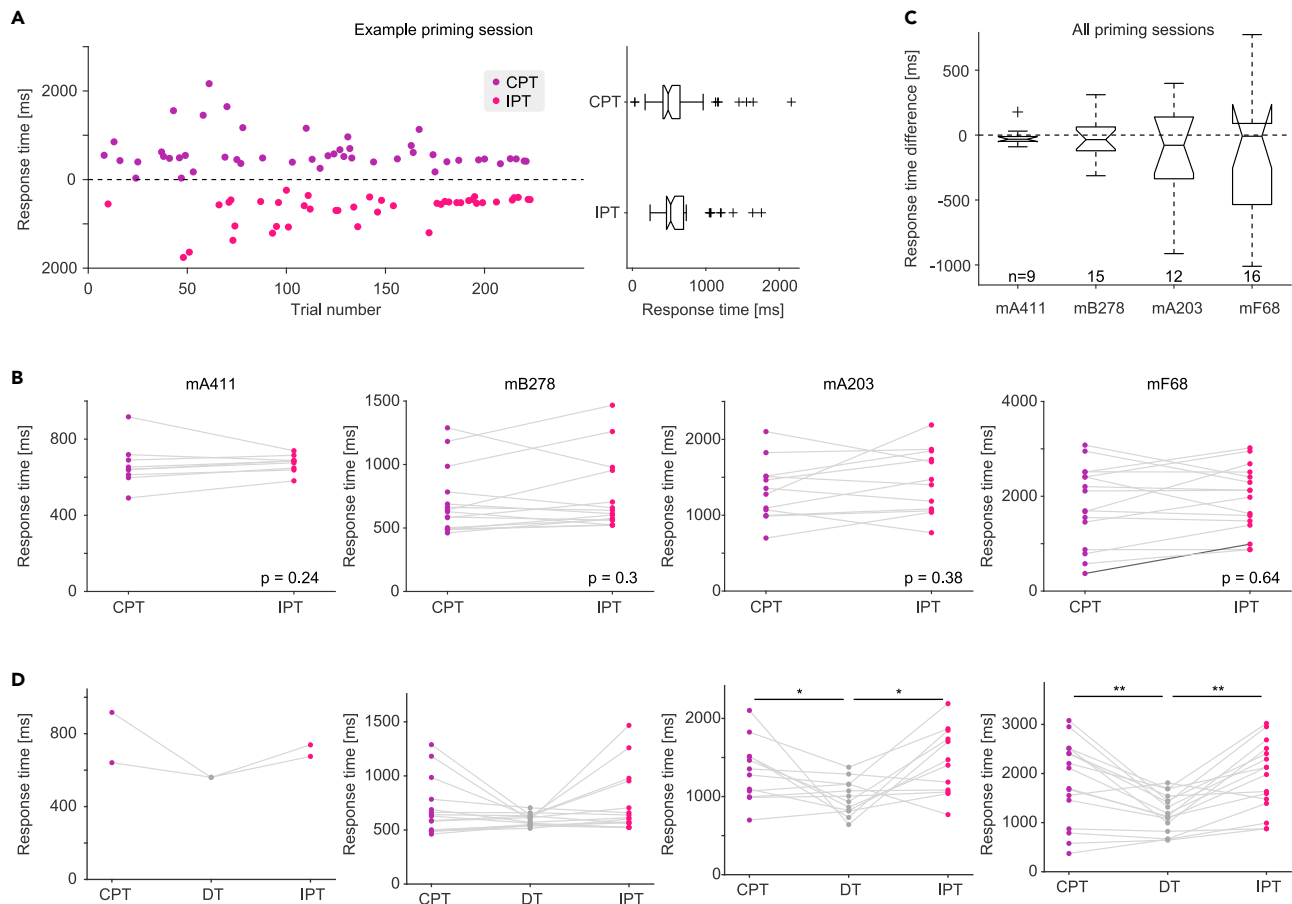 A
Example priming session
Response time [ms]
2000
0
2000
0
50
100
150
200
Trial number
CPT
IPT
CPT
IPT
0
1000
2000
Response time [ms]
C
All priming sessions
Response time difference [ms]
500
0
-500
-1000
n=9
15
12
16
mA411
mB278
mA203
mF68
B
mA411
Response time [ms]
800
400
0
p = 0.24
CPT
IPT
mB278
Response time [ms]
1500
1000
500
0
p = 0.3
CPT
IPT
mA203
Response time [ms]
2000
1000
0
p = 0.38
CPT
IPT
mF68
Response time [ms]
4000
2000
0
p = 0.64
CPT
IPT
D
Response time [ms]
800
400
0
CPT
DT
IPT
Response time [ms]
1500
1000
500
0
CPT
DT
IPT
Response time [ms]
2000
1000
0
*
*
CPT
DT
IPT
Response time [ms]
3000
2000
1000
0
**
**
CPT
DT
IPT